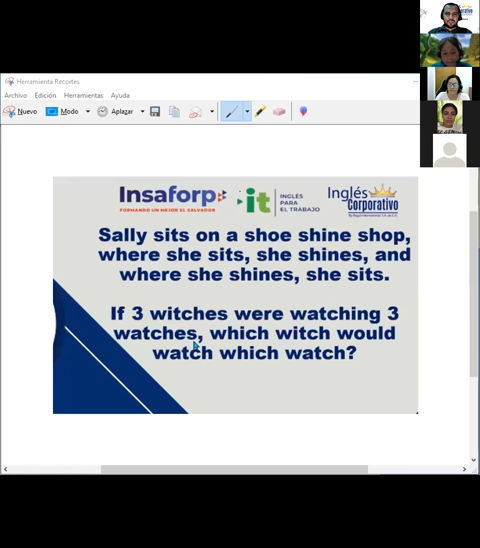 Herramienta Recortes
Archivo Edición Herramientas Ayuda
Nuevo Modo Aplazar
Insaforp it INGLÉS PARA EL TRABAJO Inglés Corporativo
FORMANDO UN MEJOR EL SALVADOR
Sally sits on a shoe shine shop,
where she sits, she shines, and
where she shines, she sits.
If 3 witches were watching 3
watches, which witch would
watch which watch?